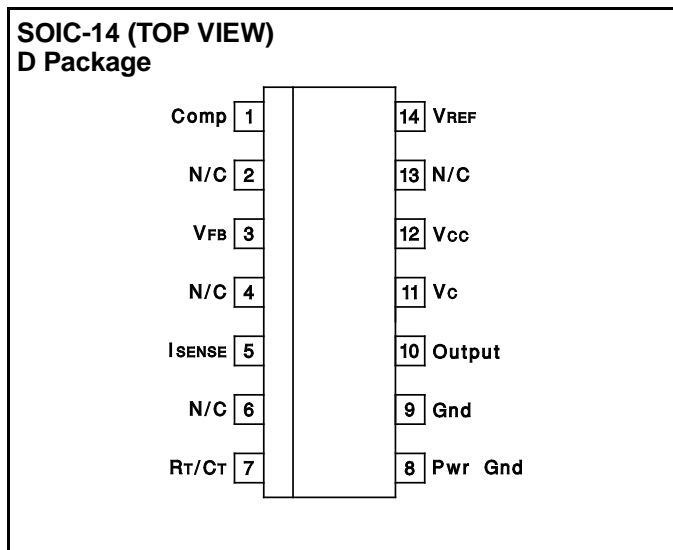 SOIC-14 (TOP VIEW)
D Package
Comp 1 14 VREF
N/C 2 13 N/C
VFB 3 12 VCC
N/C 4 11 VC
ISENSE 5 10 Output
N/C 6 9 Gnd
RT/CT 7 8 Pwr Gnd